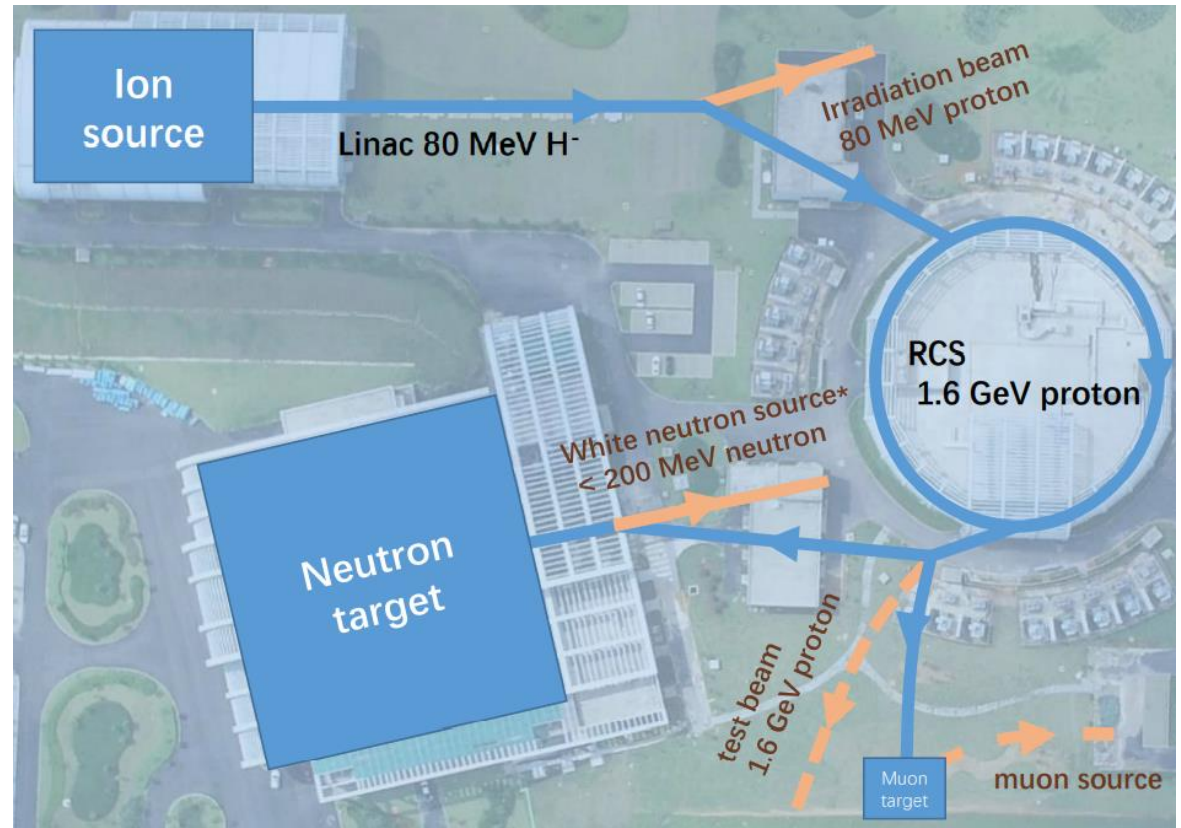 Ion
source
Linac 80 MeV H-
Irradiation beam
80 MeV proton
RCS
1.6 GeV proton
White neutron source*
< 200 MeV neutron
Neutron
target
test beam
1.6 GeV proton
Muon
target
muon source